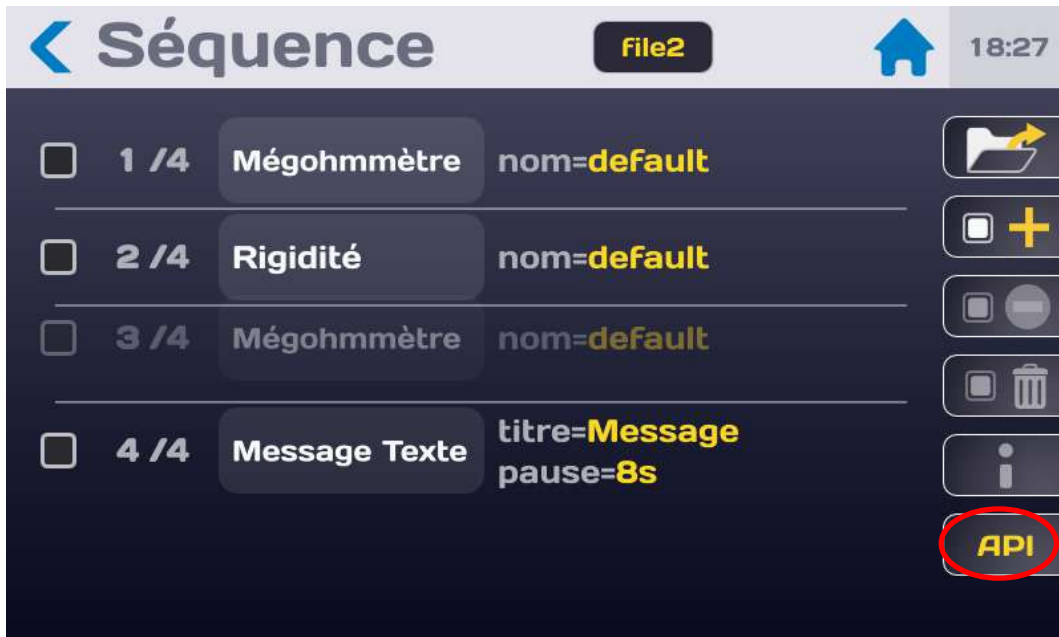 Séquence file2 18:27
1 /4 Mégohmmètre nom=default
2 /4 Rigidité nom=default
3 /4 Mégohmmètre nom=default
4 /4 Message Texte titre=Message
pause=8s
API